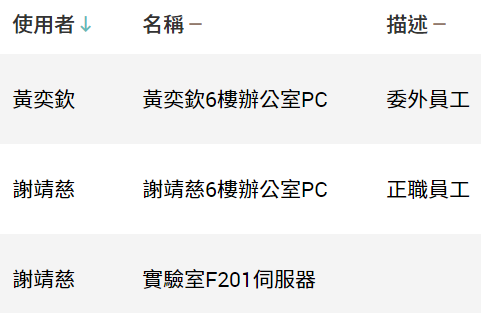 使用者↓ 名稱− 描述−
黃奕欽 黃奕欽6樓辦公室PC 委外員工
謝靖慈 謝靖慈6樓辦公室PC 正職員工
謝靖慈 實驗室F201伺服器